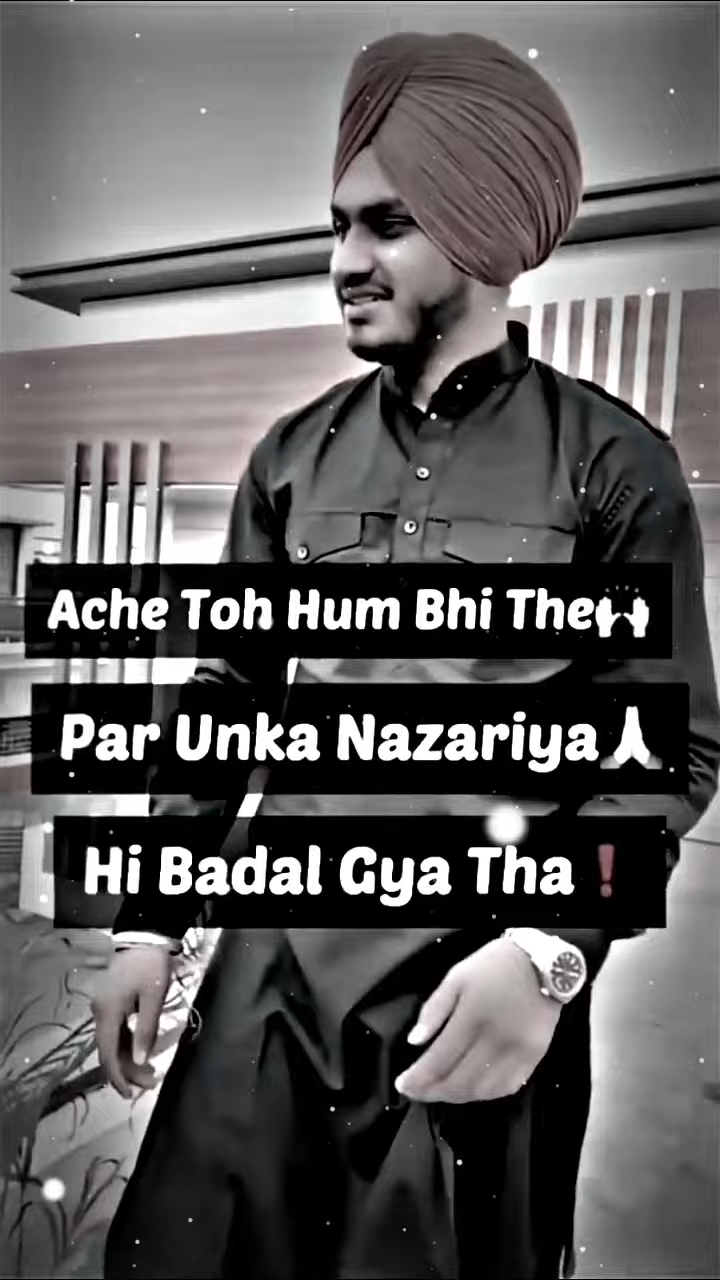 Ache Toh Hum Bhi The🙌
Par Unka Nazariya🙏
Hi Badal Gya Tha❗